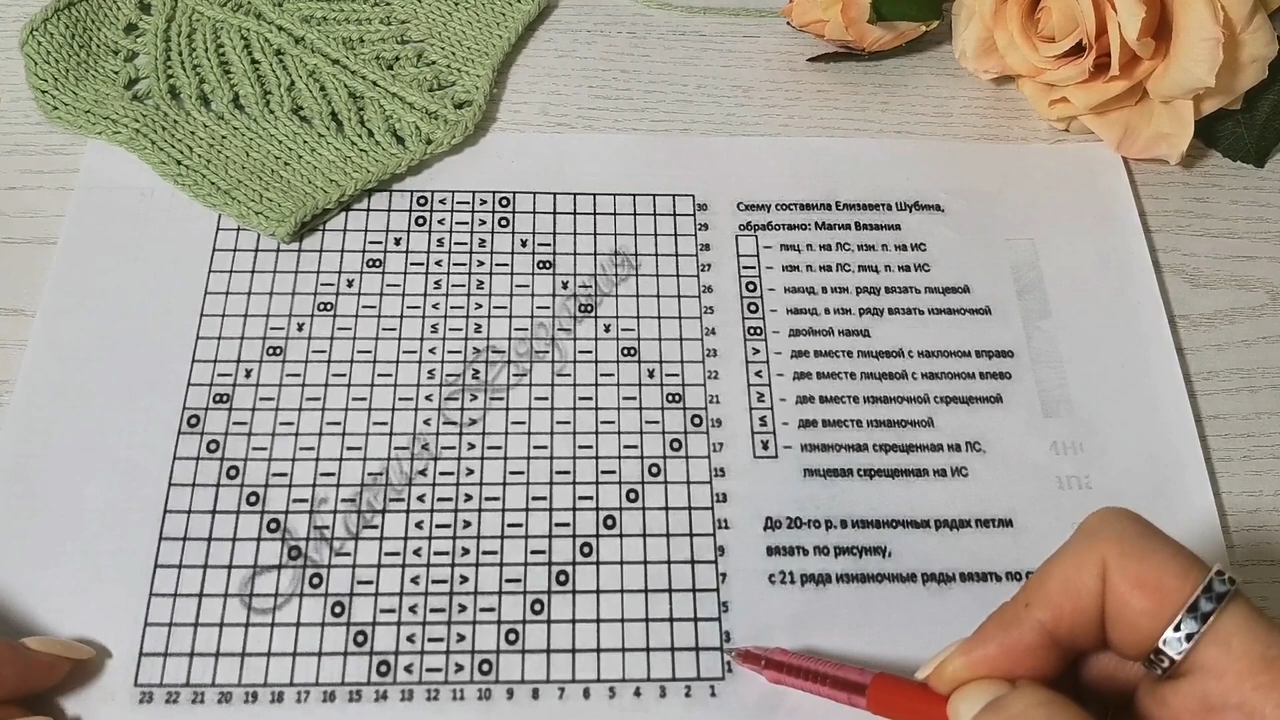 Схему составила Елизавета Шубина,
обработано: Магия Вязания
– лиц. п. на ЛС, изн. п. на ИС
– изн. п. на ЛС, лиц. п. на ИС
– накид, в изн. ряду вязать лицевой
– накид, в изн. ряду вязать изнаночной
– двойной накид
– две вместе лицевой с наклоном вправо
– две вместе лицевой с наклоном влево
– две вместе изнаночной скрещенной
– две вместе изнаночной
– изнаночная скрещенная на ЛС,
лицевая скрещенная на ИС
До 20-го р. в изнаночных рядах петли
вязать по рисунку,
с 21 ряда изнаночные ряды вязать по с
30
29
28
27
26
25
24
23
22
21
19
17
15
13
11
9
7
5
3
1
23 22 21 20 19 18 17 16 15 14 13 12 11 10 9 8 7 6 5 4 3 2 1
Магия Вязания